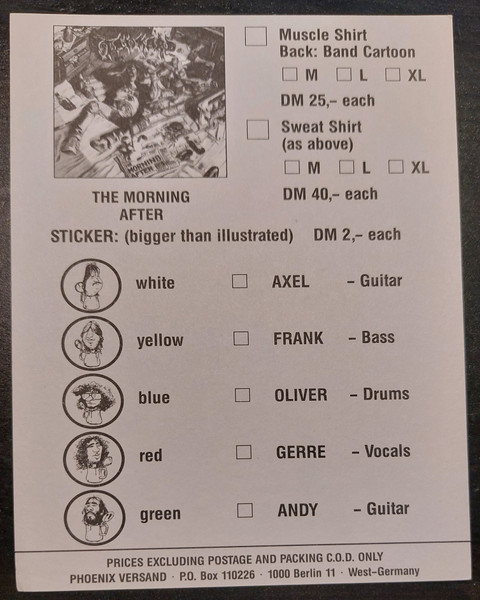 Muscle Shirt
Back: Band Cartoon
M L XL
DM 25,– each
Sweat Shirt
(as above)
M L XL
DM 40,– each
THE MORNING
AFTER
STICKER: (bigger than illustrated) DM 2,– each
white AXEL – Guitar
yellow FRANK – Bass
blue OLIVER – Drums
red GERRE – Vocals
green ANDY – Guitar
PRICES EXCLUDING POSTAGE AND PACKING C.O.D. ONLY
PHOENIX VERSAND · P.O. Box 110226 · 1000 Berlin 11 · West-Germany